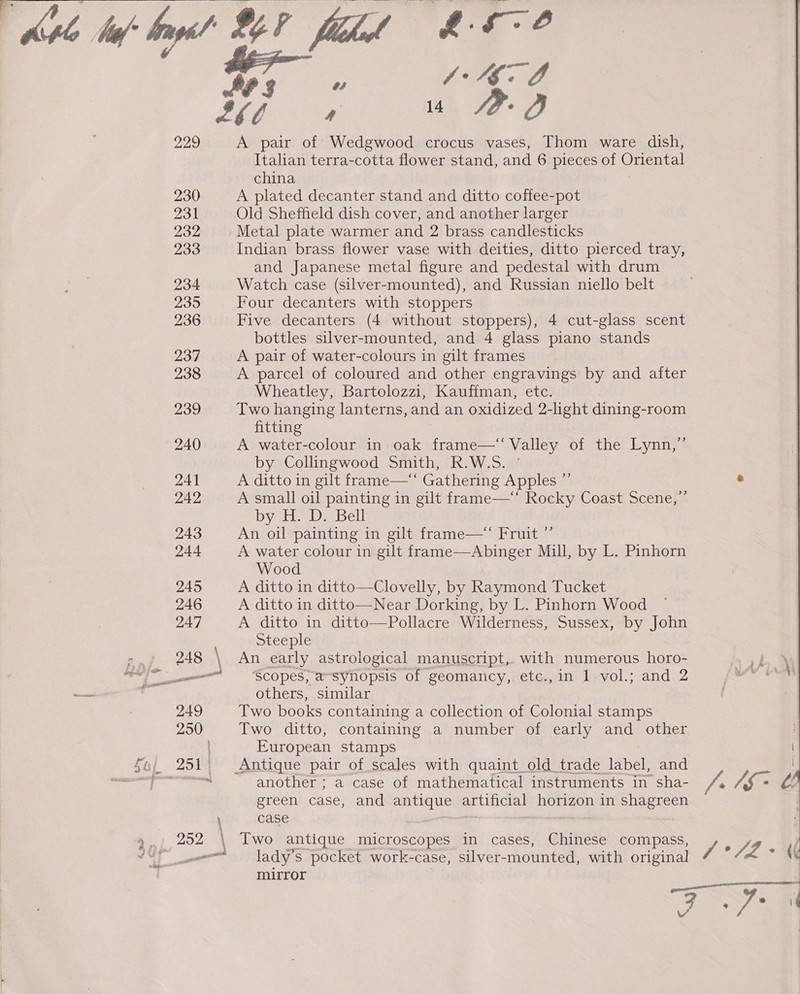 229 A pair of Wedgwood crocus vases, Thom ware dish,
Italian terra-cotta flower stand, and 6 pieces of Oriental
china
230 A plated decanter stand and ditto coffee-pot
231 Old Sheffield dish cover, and another larger
232 Metal plate warmer and 2 brass candlesticks
233 Indian brass flower vase with deities, ditto pierced tray,
and Japanese metal figure and pedestal with drum
234 Watch case (silver-mounted), and Russian niello belt
235 Four decanters with stoppers
236 Five decanters (4 without stoppers), 4 cut-glass scent
bottles silver-mounted, and 4 glass piano stands
237 A pair of water-colours in gilt frames
238 A parcel of coloured and other engravings by and after
Wheatley, Bartolozzi, Kauffman, etc.
239 Two hanging lanterns, and an oxidized 2-light dining-room
fitting
240 A water-colour in oak frame—“ Valley of the Lynn,”
by Collingwood Smith, R.W.S.
241 A ditto in gilt frame—“ Gathering Apples ”
242 A small oil painting in gilt frame—“ Rocky Coast Scene,”
by H. D. Bell
243 An oil painting in gilt frame—“ Fruit ”
244 A water colour in gilt frame—Abinger Mill, by L. Pinhorn
Wood
245 A ditto in ditto—Clovelly, by Raymond Tucket
246 A ditto in ditto—Near Dorking, by L. Pinhorn Wood
247 A ditto in ditto—Pollacre Wilderness, Sussex, by John
Steeple
248 An early astrological manuscript, with numerous horo-
scopes, a synopsis of geomancy, etc., in 1 vol.; and 2
others, similar
249 Two books containing a collection of Colonial stamps
250 Two ditto, containing a number of early and other
European stamps
251 Antique pair of scales with quaint old trade label, and
another ; a case of mathematical instruments in sha-
green case, and antique artificial horizon in shagreen
case
252 Two antique microscopes in cases, Chinese compass,
lady's pocket work-case, silver-mounted, with original
mirror
14